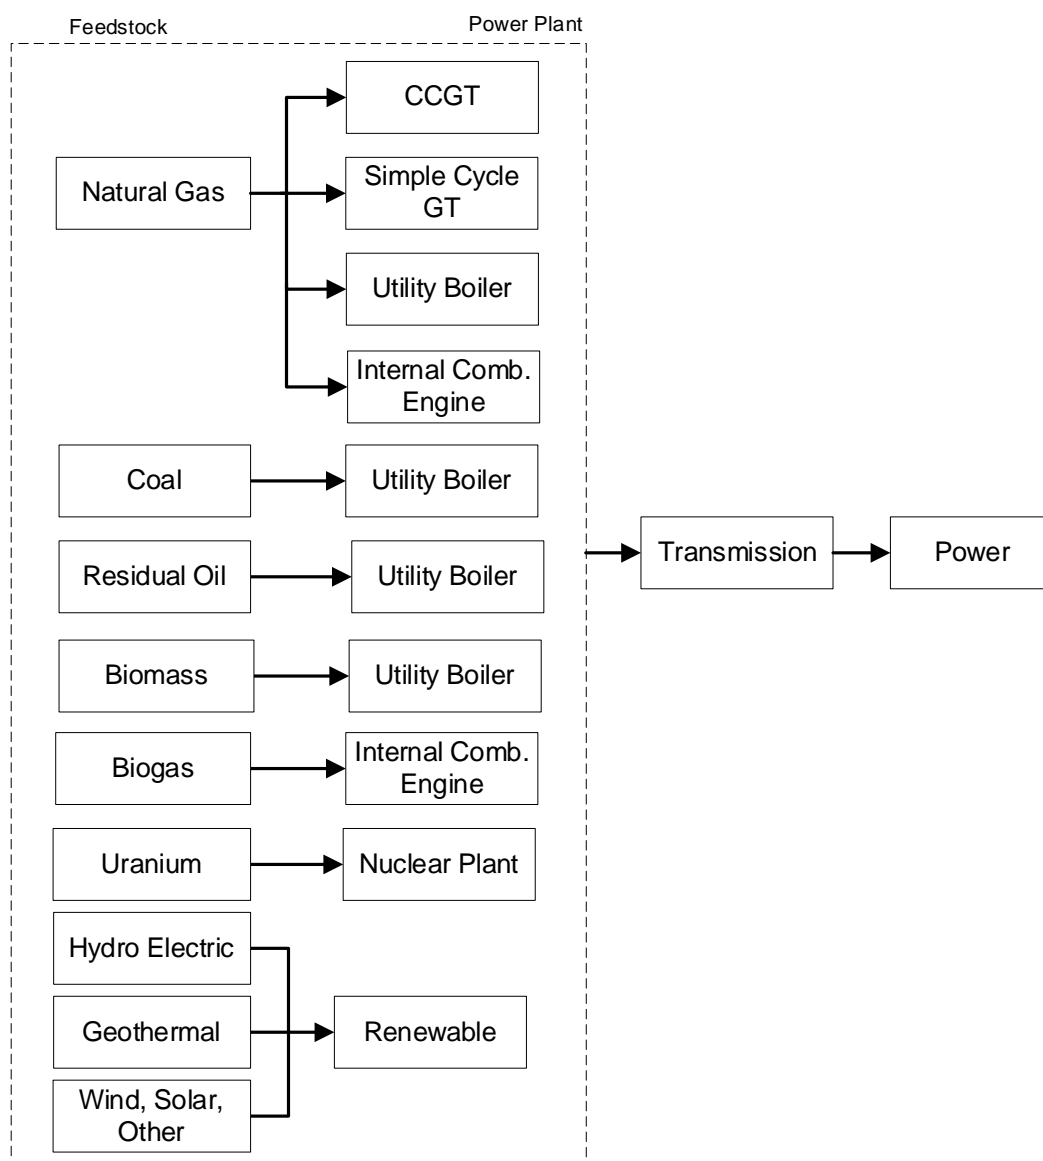 Feedstock
Power Plant
CCGT
Natural Gas
Simple Cycle
GT
Utility Boiler
Internal Comb.
Engine
Coal
Utility Boiler
Residual Oil
Utility Boiler
Biomass
Utility Boiler
Biogas
Internal Comb.
Engine
Uranium
Nuclear Plant
Hydro Electric
Geothermal
Wind, Solar,
Other
Renewable
Transmission
Power